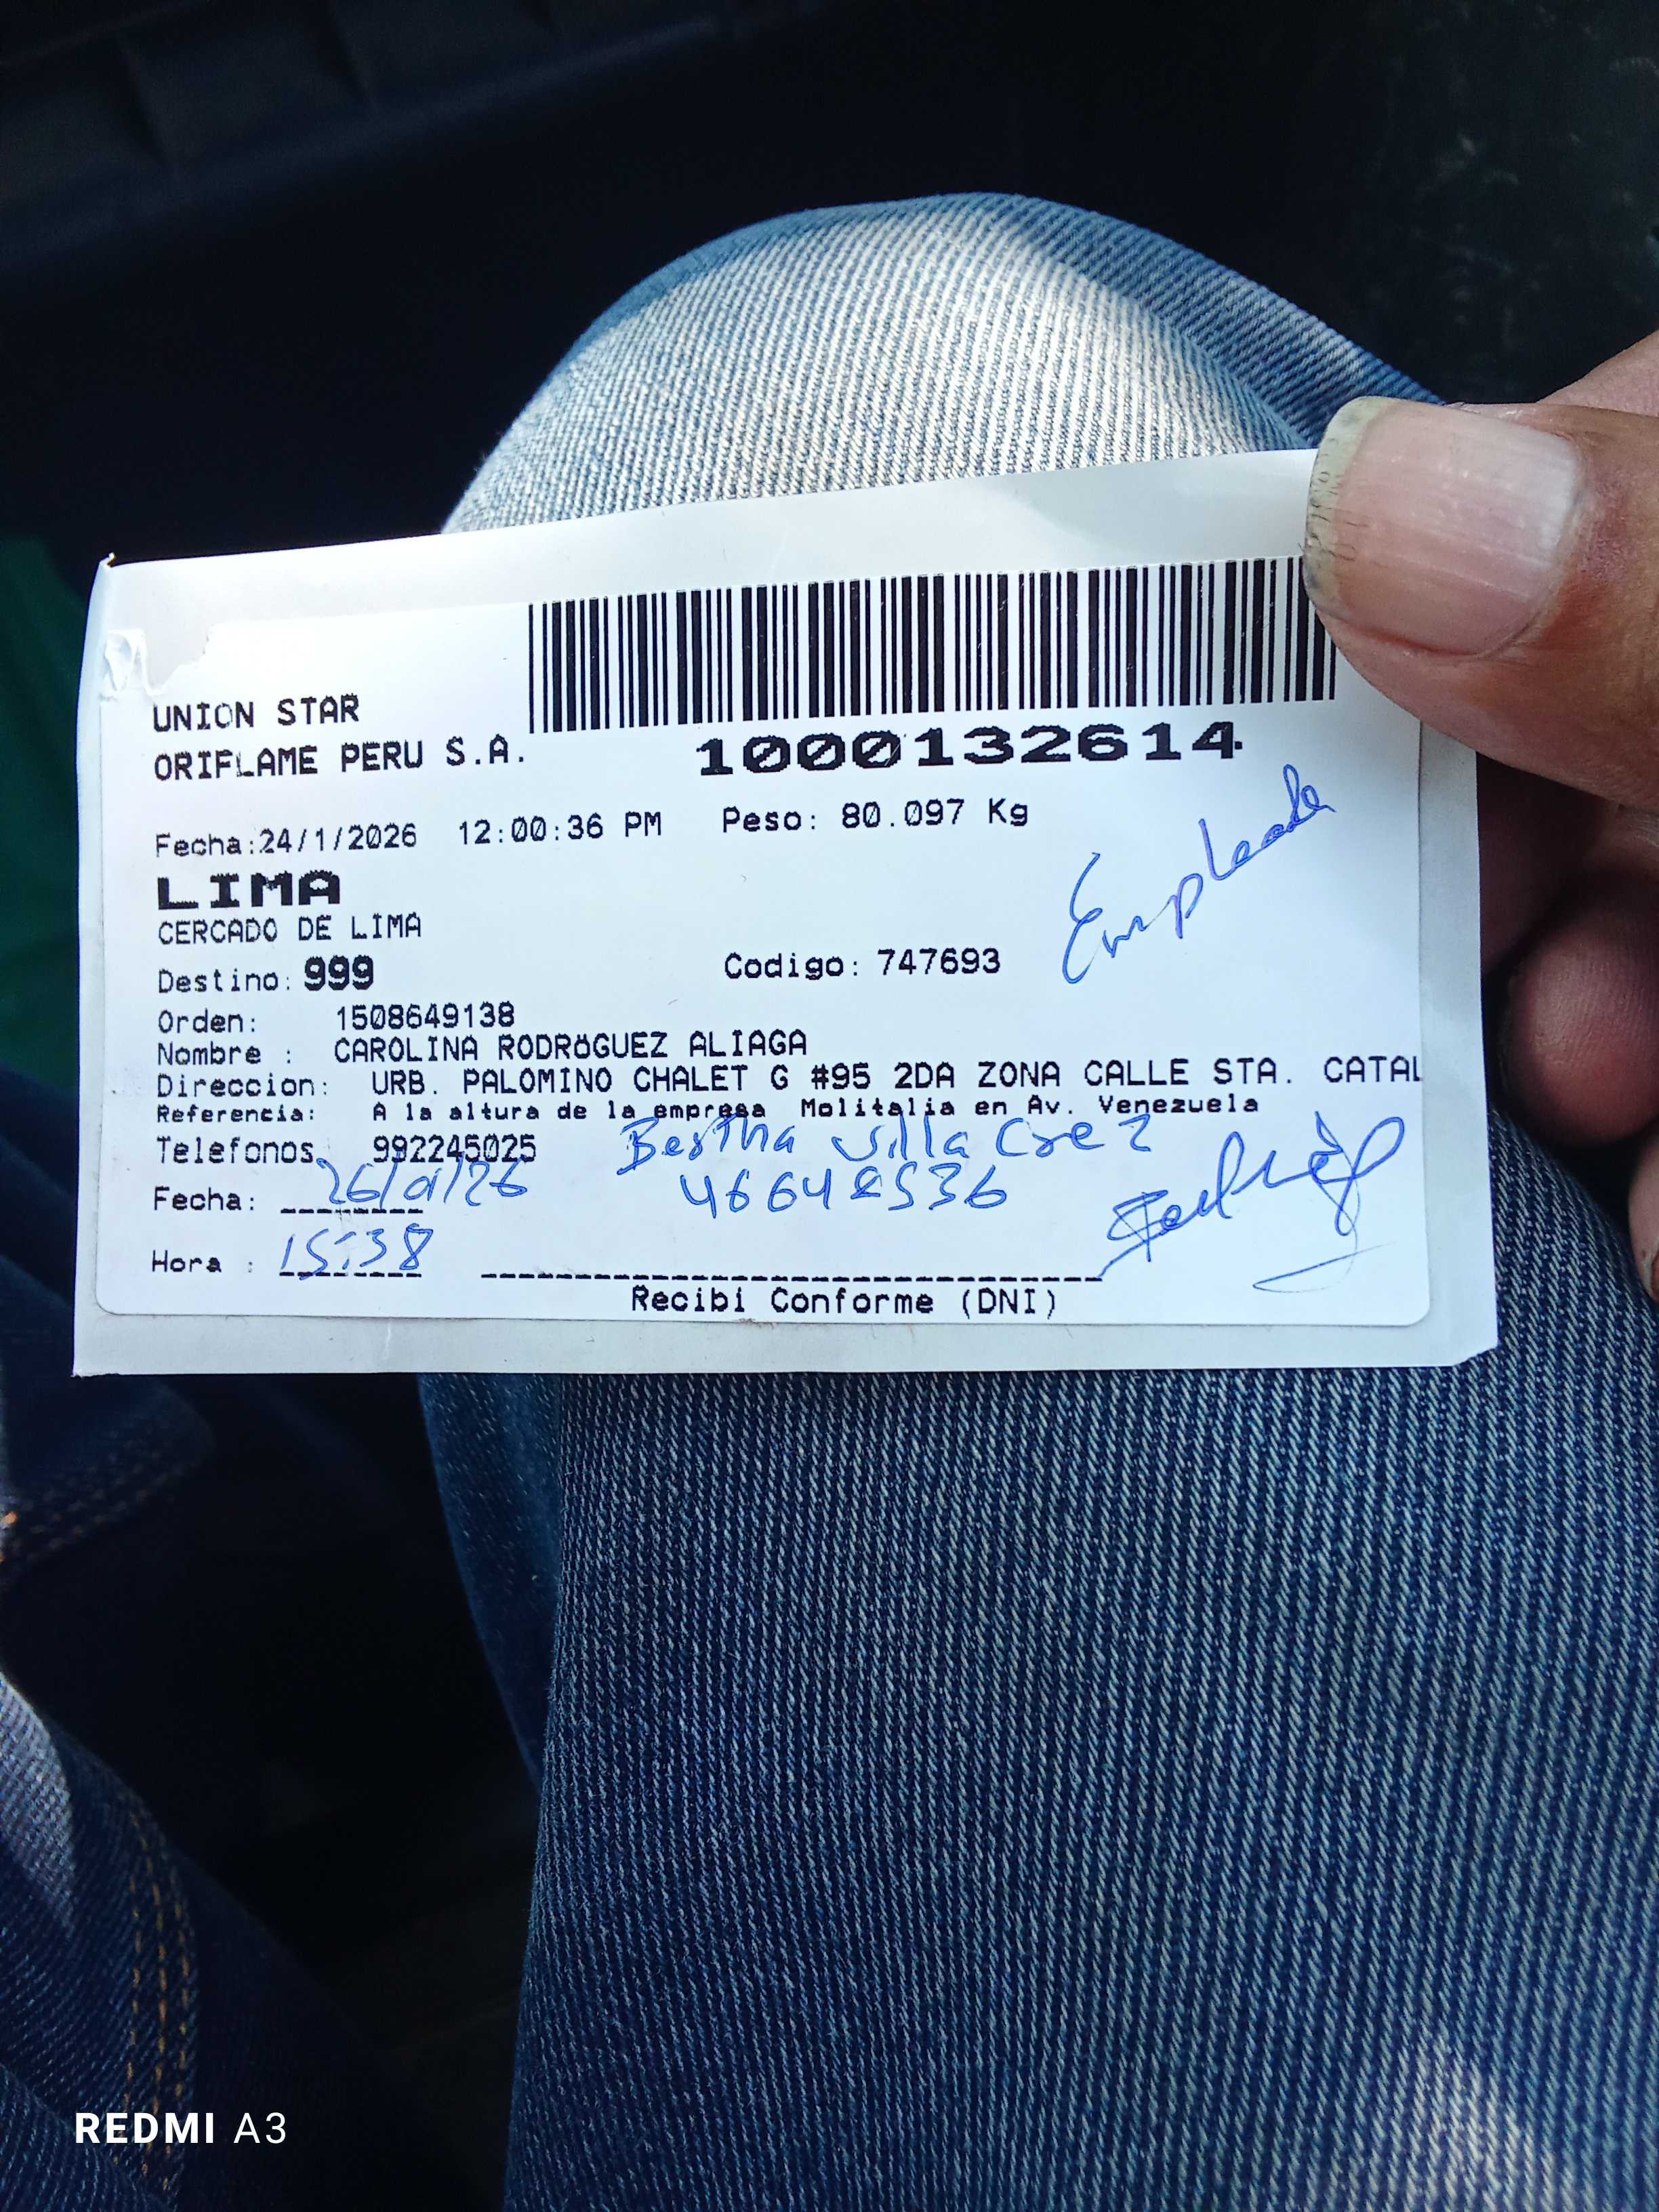 UNION STAR
ORIFLAME PERU S.A.
1000132614
Fecha:24/1/2026 12:00:36 PM Peso: 80.097 Kg
LIMA
CERCADO DE LIMA
Empleada
Destino: 999 Codigo: 747693
Orden: 1508649138
Nombre : CAROLINA RODRóGUEZ ALIAGA
Direccion: URB. PALOMINO CHALET G #95 2DA ZONA CALLE STA. CATAL
Referencia: A la altura de la empresa Molitalia en Av. Venezuela
Telefonos 992245025 Bertha Villa Crez
Fecha: 26/01/26 46648536
Hora : 15:38
Recibi Conforme (DNI)
REDMI A3